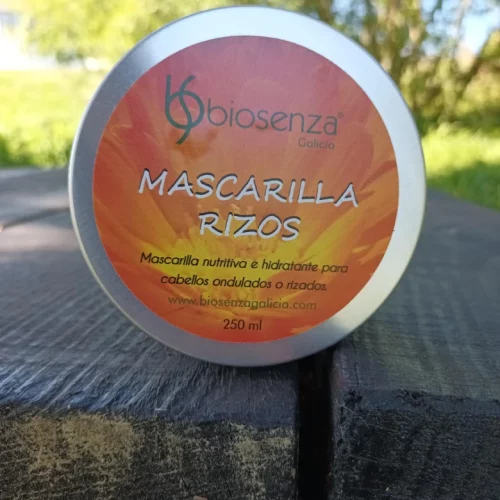 biosenza®
Galicia
MASCARILLA
RIZOS
Mascarilla nutritiva e hidratante para
cabellos ondulados o rizados.
www.biosenzagalicia.com
250 ml